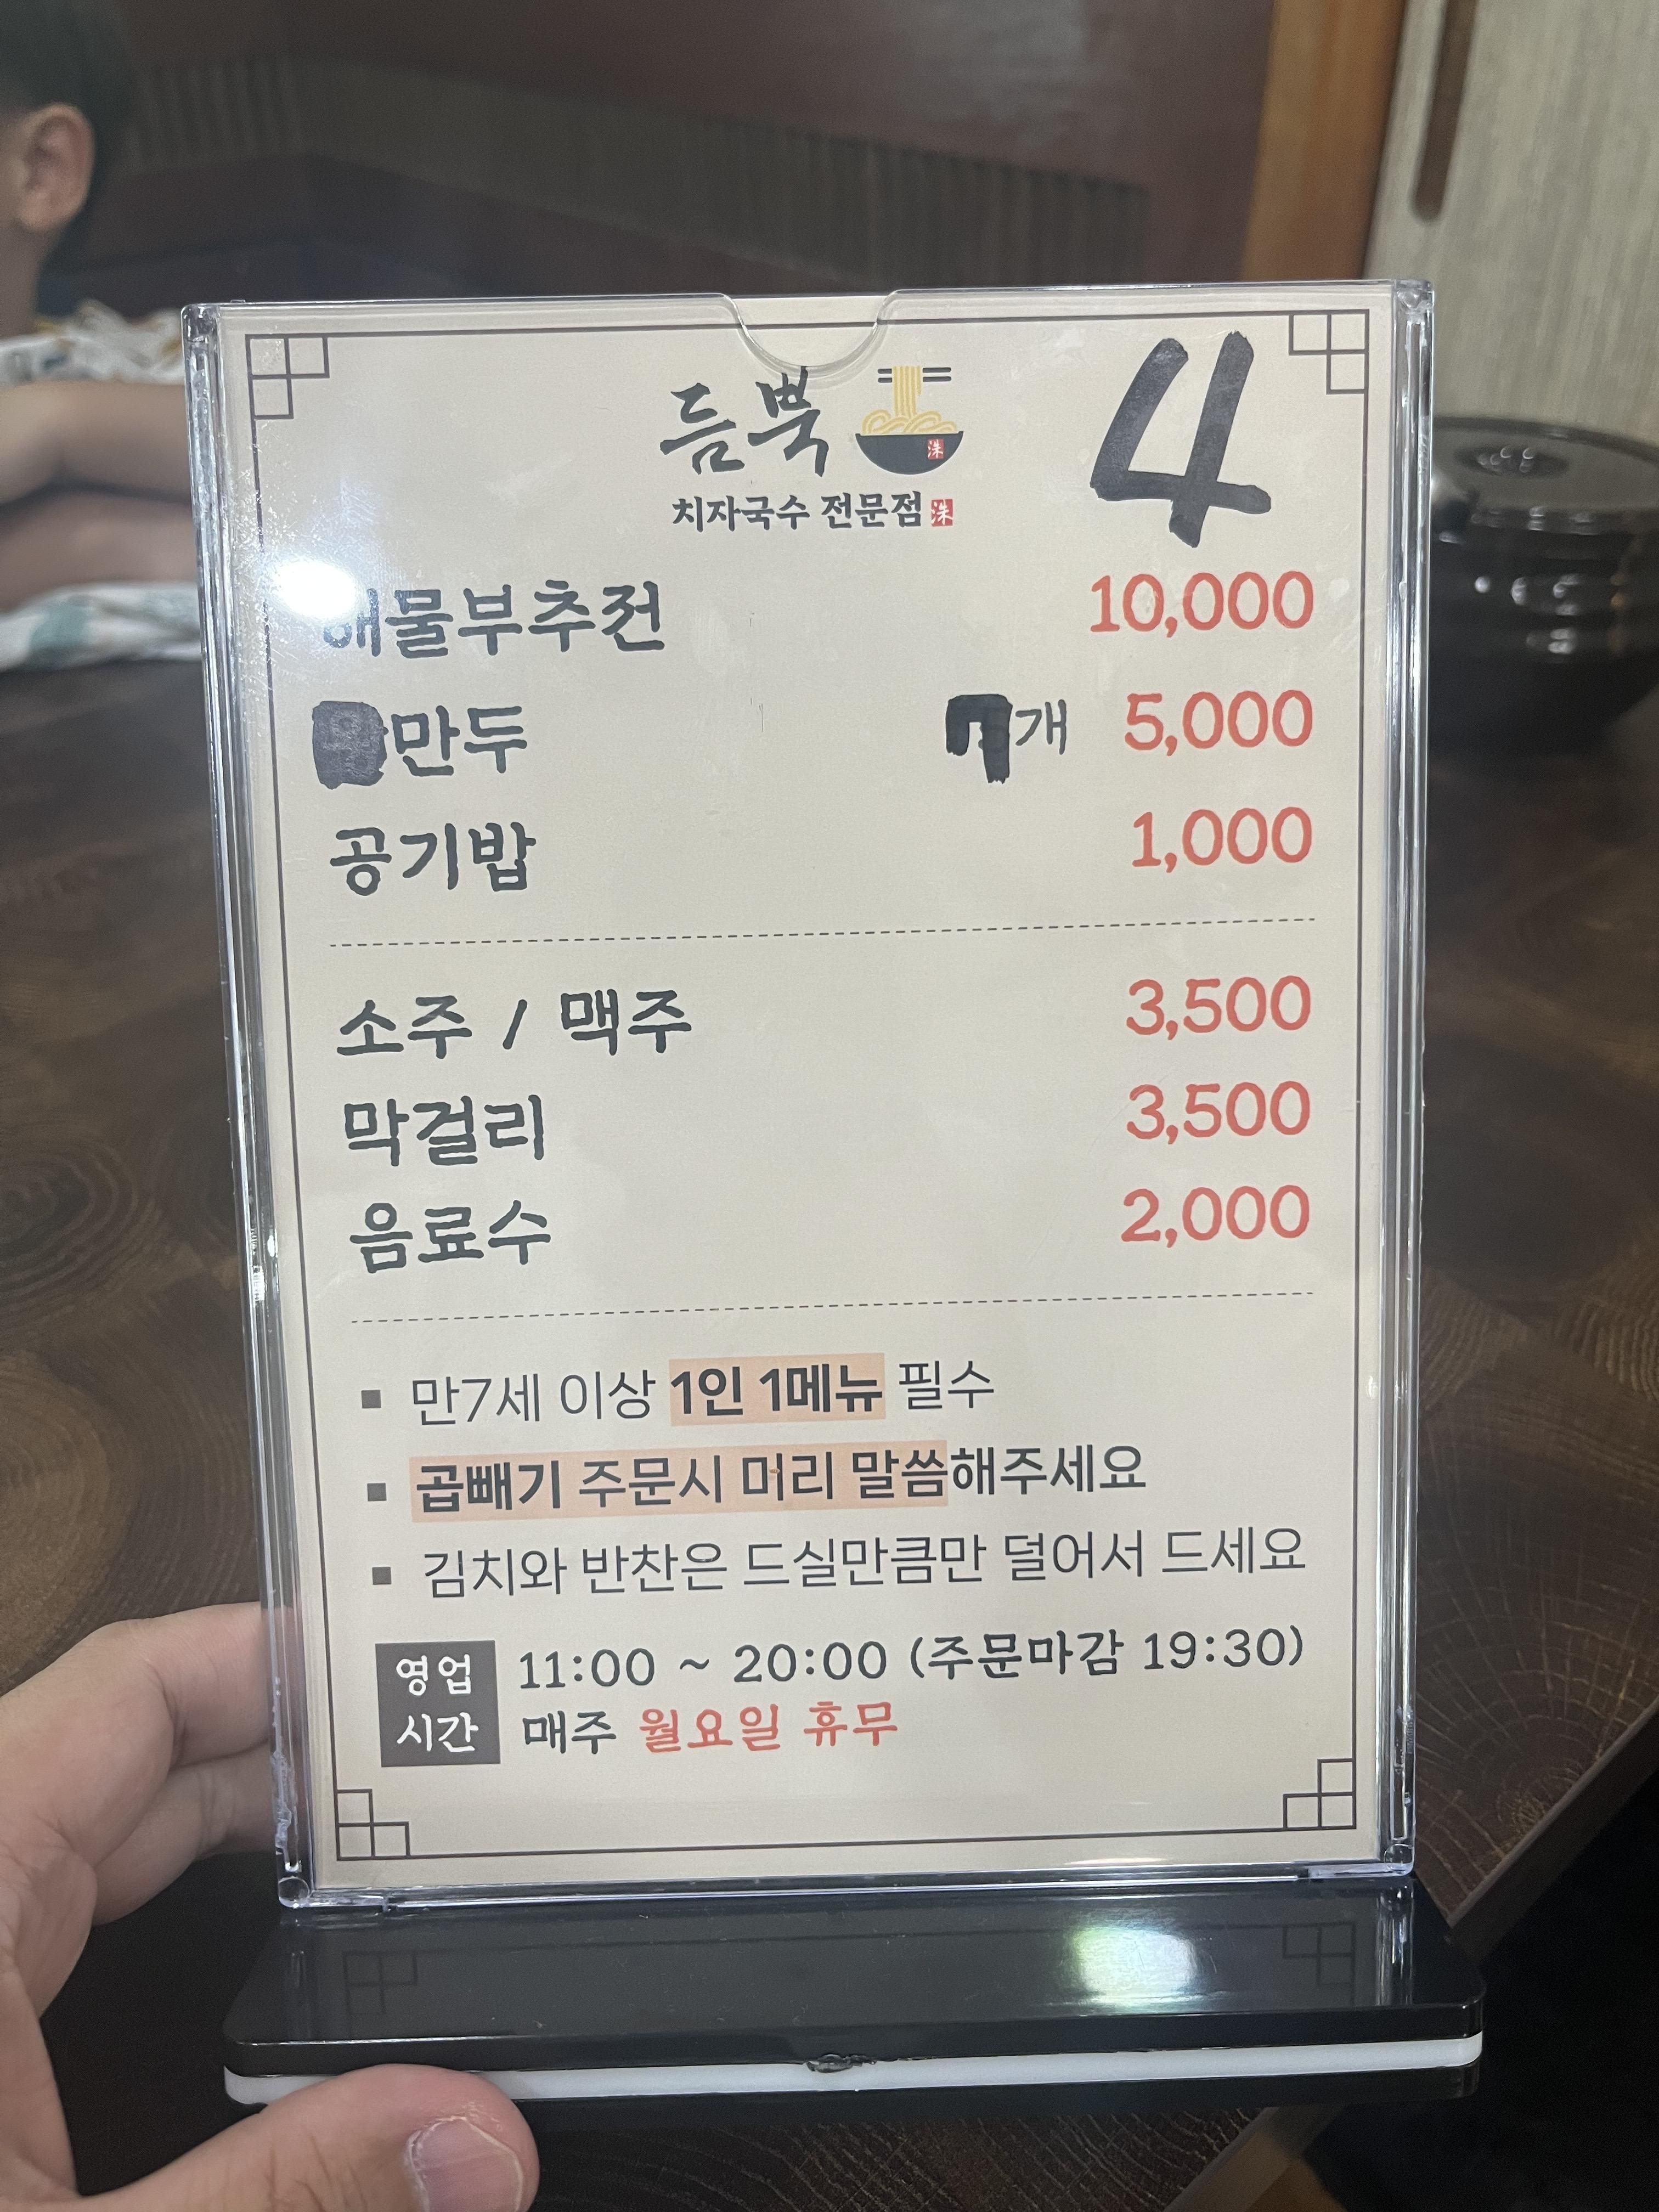 듬뿍
4
치자국수 전문점 洙
해물부추전 10,000
만두 7개 5,000
공기밥 1,000
소주 / 맥주 3,500
막걸리 3,500
음료수 2,000
▪ 만7세 이상 1인 1메뉴 필수
▪ 곱빼기 주문시 머리 말씀해주세요
▪ 김치와 반찬은 드실만큼만 덜어서 드세요
영업 시간 11:00 ~ 20:00 (주문마감 19:30)
매주 월요일 휴무